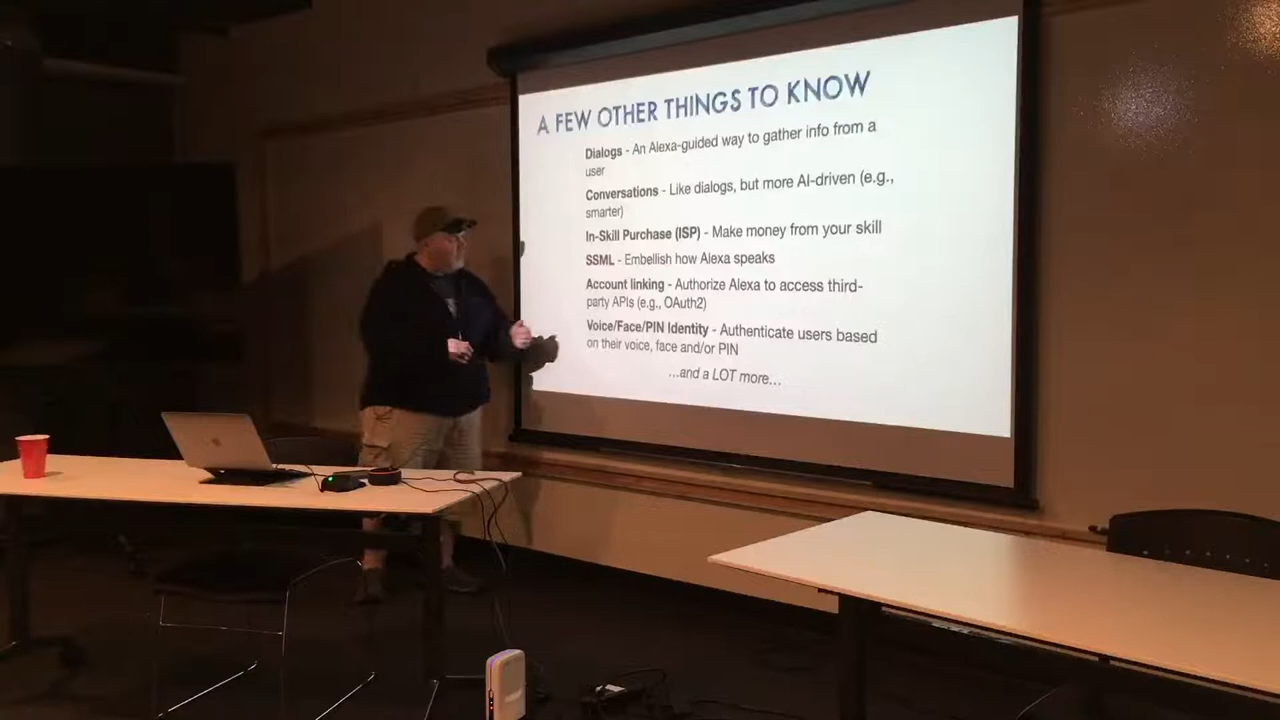 A FEW OTHER THINGS TO KNOW
Dialogs - An Alexa-guided way to gather info from a
user
Conversations - Like dialogs, but more AI-driven (e.g.,
smarter)
In-Skill Purchase (ISP) - Make money from your skill
SSML - Embellish how Alexa speaks
Account linking - Authorize Alexa to access third-
party APIs (e.g., OAuth2)
Voice/Face/PIN Identity - Authenticate users based
on their voice, face and/or PIN
...and a LOT more...